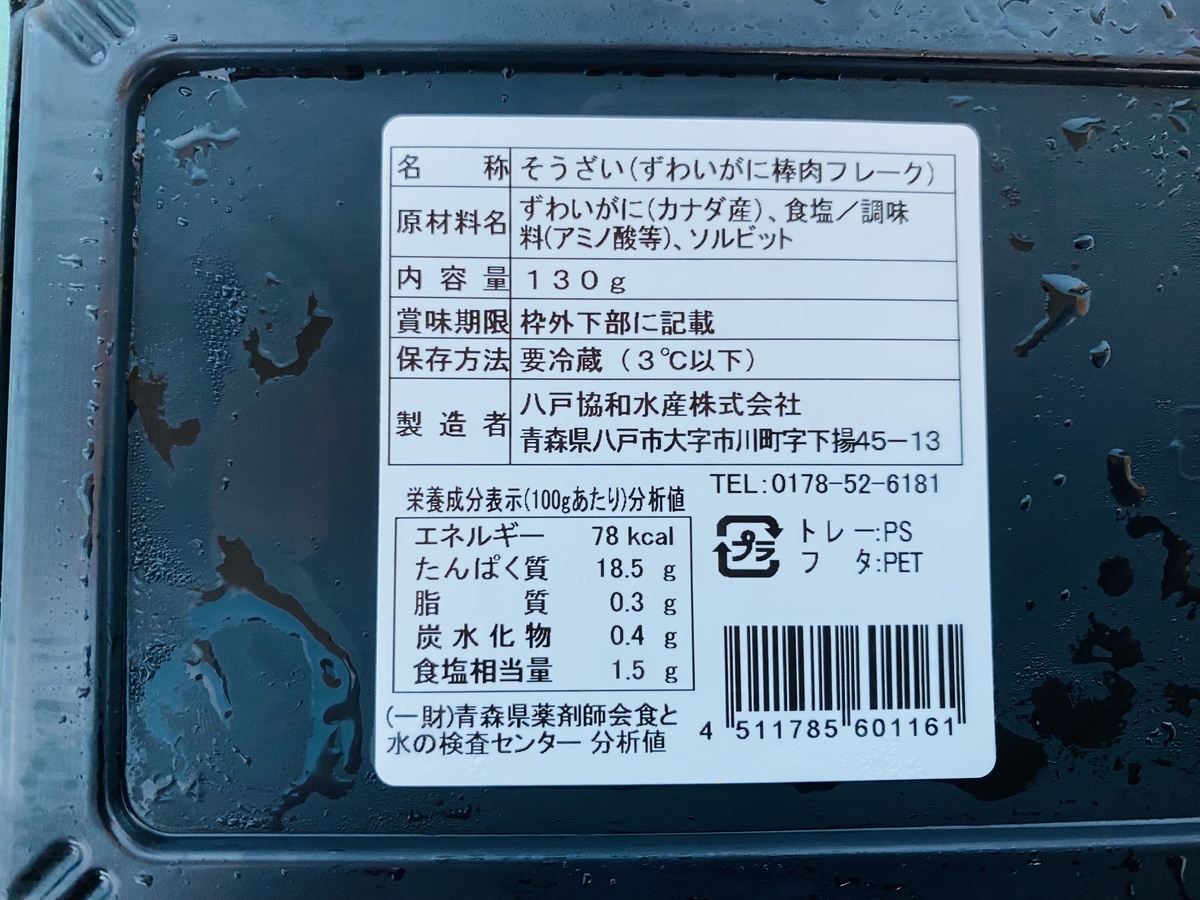 名称 そうざい(ずわいがに棒肉フレーク)
原材料名 ずわいがに(カナダ産)、食塩/調味
料(アミノ酸等)、ソルビット
内容量 130g
賞味期限 枠外下部に記載
保存方法 要冷蔵(3℃以下)
製造者 八戸協和水産株式会社
青森県八戸市大字市川町字下揚45-13
TEL:0178-52-6181
栄養成分表示(100gあたり)分析値
エネルギー 78 kcal
たんぱく質 18.5 g
脂質 0.3 g
炭水化物 0.4 g
食塩相当量 1.5 g
(一財)青森県薬剤師会食と
水の検査センター 分析値
プラ
トレー:PS
フタ:PET
4 511785 601161